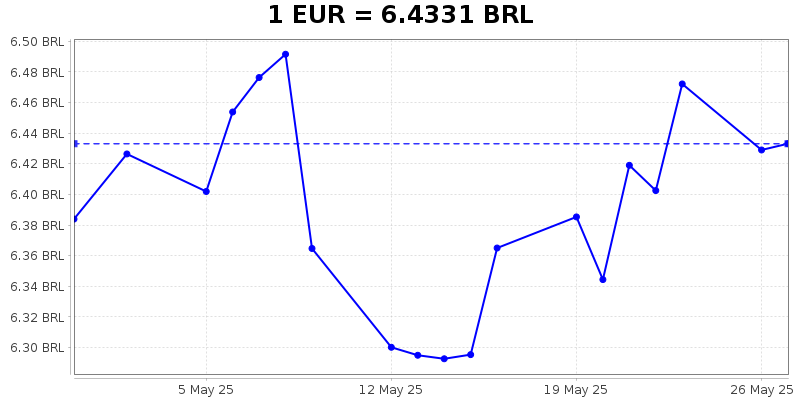 1 EUR = 6.4331 BRL
6.50 BRL
6.48 BRL
6.46 BRL
6.44 BRL
6.42 BRL
6.40 BRL
6.38 BRL
6.36 BRL
6.34 BRL
6.32 BRL
6.30 BRL
5 May 25 12 May 25 19 May 25 26 May 25